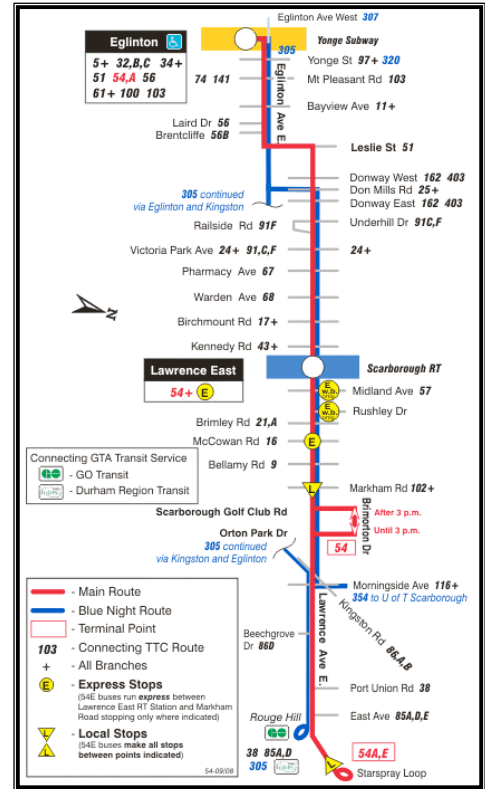 Eglinton Ave West 307
Eglinton
5+ 32,B,C 34+
51 54,A 56
61+ 100 103
Yonge Subway
305
Yonge St 97+ 320
74 141
Mt Pleasant Rd 103
Eglinton Ave E.
Bayview Ave 11+
Laird Dr 56
Brentcliffe 56B
Leslie St 51
Donway West 162 403
305 continued
via Eglinton and Kingston
Don Mills Rd 25+
Donway East 162 403
Railside Rd 91F
Underhill Dr 91C,F
Victoria Park Ave 24+ 91,C,F
24+
Pharmacy Ave 67
Warden Ave 68
N
Birchmount Rd 17+
Kennedy Rd 43+
Lawrence East
54+ E
Scarborough RT
E w.b. only
Midland Ave 57
E w.b. only
Rushley Dr
Brimley Rd 21,A
McCowan Rd 16
E
Connecting GTA Transit Service
GO - GO Transit
- Durham Region Transit
Bellamy Rd 9
L
Markham Rd 102+
Scarborough Golf Club Rd
After 3 p.m.
Brimorton Dr
Until 3 p.m.
Orton Park Dr
54
305 continued
via Kingston and Eglinton
Morningside Ave 116+
354 to U of T Scarborough
Kingston Rd 86,A,B
Lawrence Ave E.
Beechgrove
Dr 86D
Port Union Rd 38
East Ave 85A,D,E
Rouge Hill
GO
38 85A,D
305
54A,E
L
Starspray Loop
- Main Route
- Blue Night Route
- Terminal Point
103 - Connecting TTC Route
+ - All Branches
E - Express Stops
(54E buses run express between
Lawrence East RT Station and Markham
Road stopping only where indicated)
L
L
- Local Stops
(54E buses make all stops
between points indicated)
54-09/08